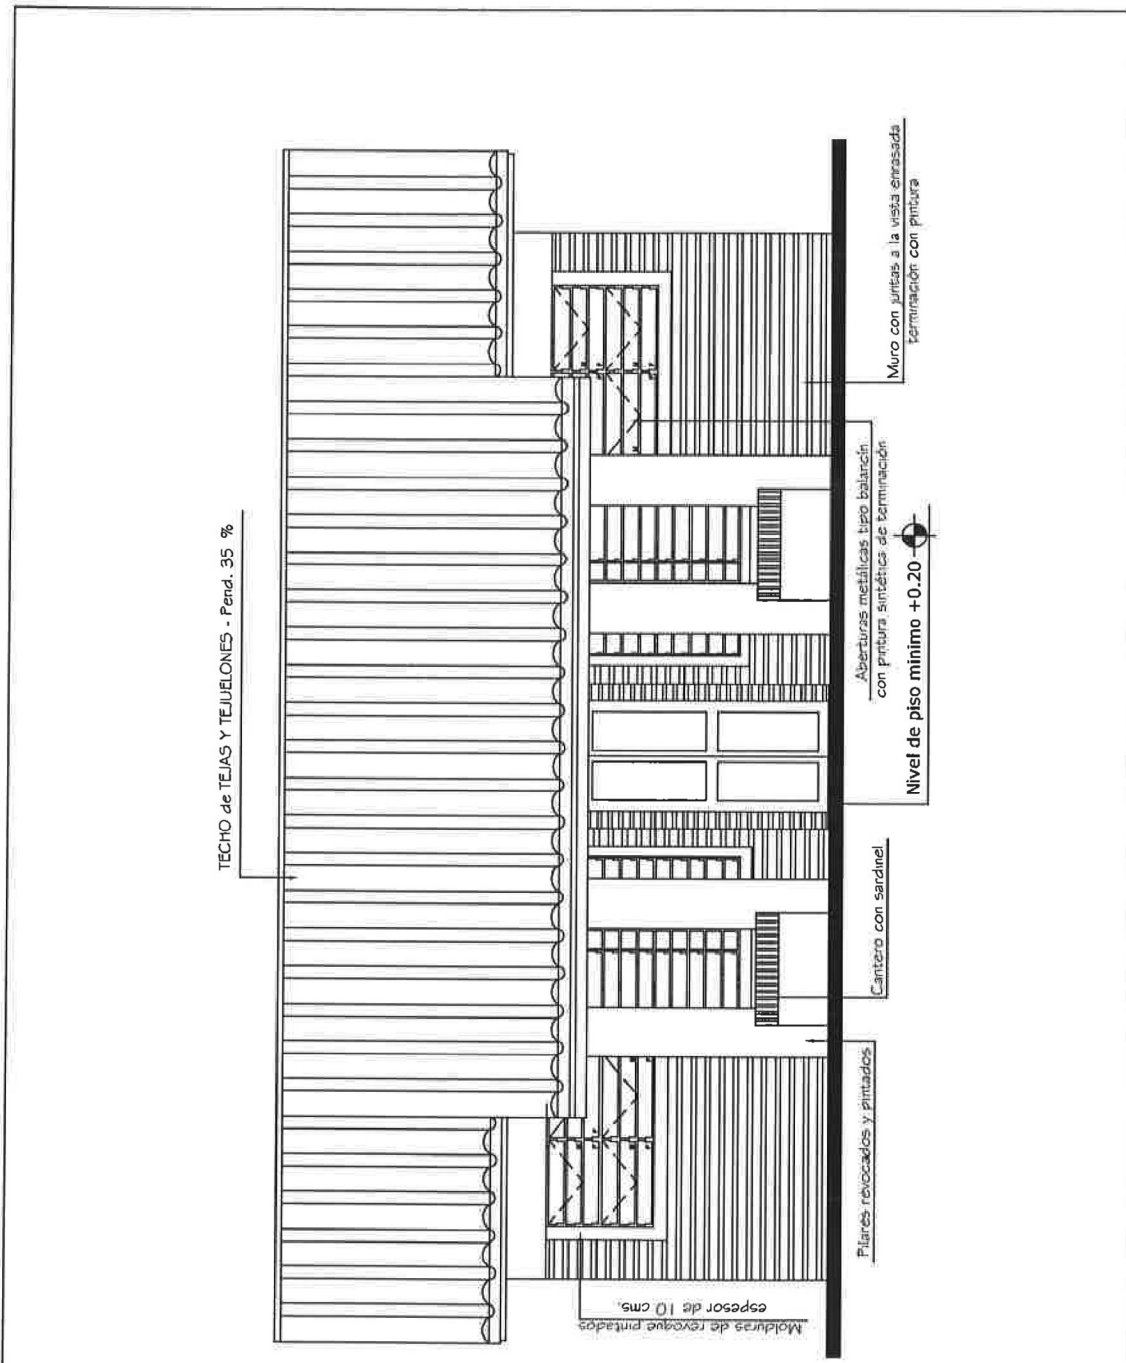 TECHO de TEJAS Y TEJUELONES - Pend. 35 %
Molduras de revoque pintados
espesor de 10 cms.
Pilares revocados y pintados
Cantero con sardinel
Nivel de piso mínimo +0.20
Aberturas metálicas tipo balancín
con pintura sintética de terminación
Muro con juntas a la vista enrasada
terminación con pintura